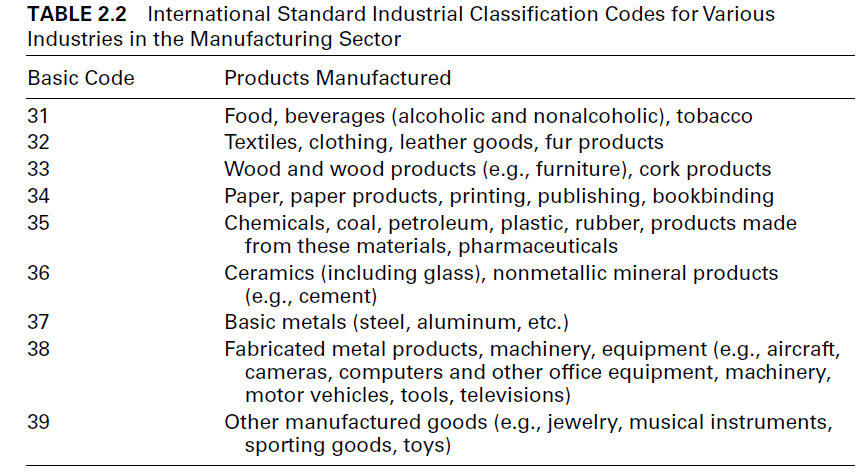 TABLE 2.2 International Standard Industrial Classification Codes for Various
Industries in the Manufacturing Sector
Basic Code Products Manufactured
31 Food, beverages (alcoholic and nonalcoholic), tobacco
32 Textiles, clothing, leather goods, fur products
33 Wood and wood products (e.g., furniture), cork products
34 Paper, paper products, printing, publishing, bookbinding
35 Chemicals, coal, petroleum, plastic, rubber, products made
from these materials, pharmaceuticals
36 Ceramics (including glass), nonmetallic mineral products
(e.g., cement)
37 Basic metals (steel, aluminum, etc.)
38 Fabricated metal products, machinery, equipment (e.g., aircraft,
cameras, computers and other office equipment, machinery,
motor vehicles, tools, televisions)
39 Other manufactured goods (e.g., jewelry, musical instruments,
sporting goods, toys)